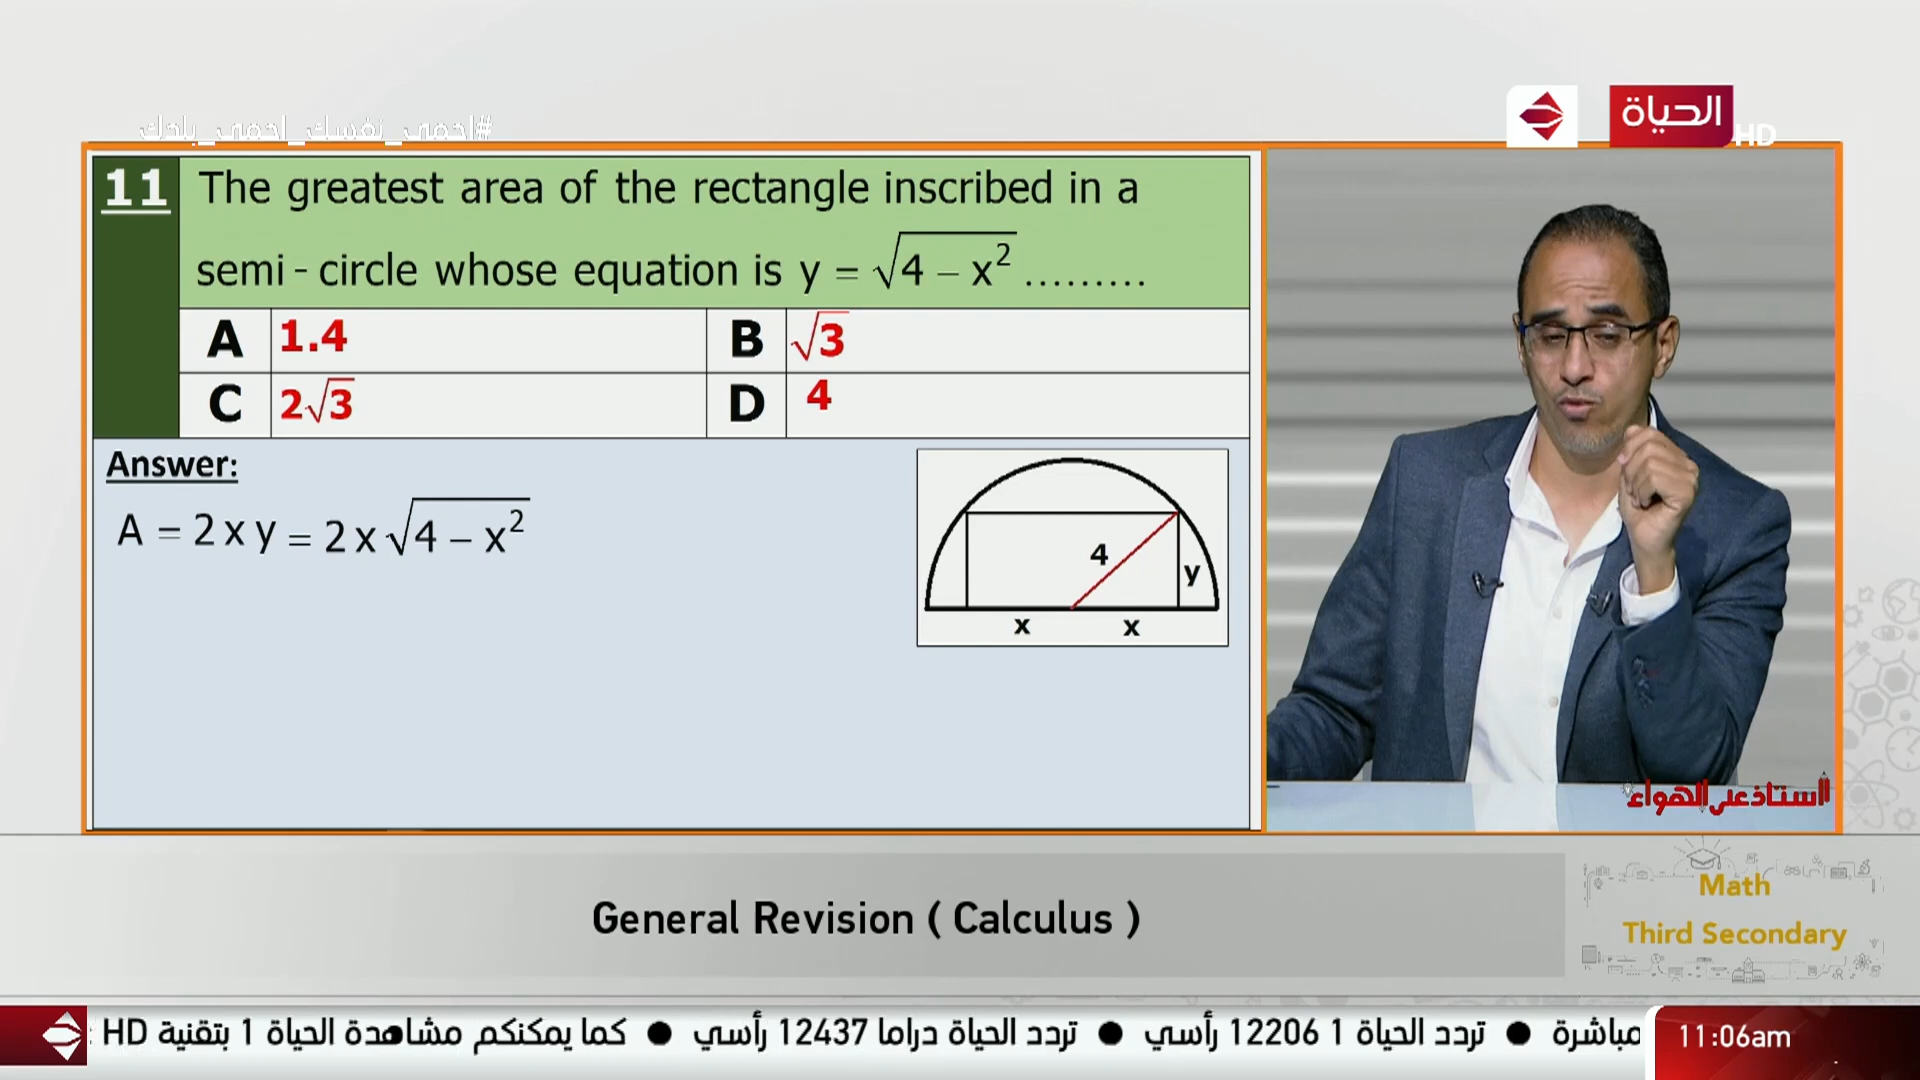 #احمي_نفسك_احمي_بلدك
الحياة
HD
11 The greatest area of the rectangle inscribed in a
semi - circle whose equation is y = √(4 – x²) .........
A 1.4 B √3
C 2√3 D 4
Answer:
A = 2 x y = 2 x √(4 – x²)
4
y
x x
أستاذ على الهواء
General Revision ( Calculus )
Math
Third Secondary
مباشرة ● تردد الحياة 1 12206 رأسي ● تردد الحياة دراما 12437 رأسي ● كما يمكنكم مشاهدة الحياة 1 بتقنية HD
11:06am